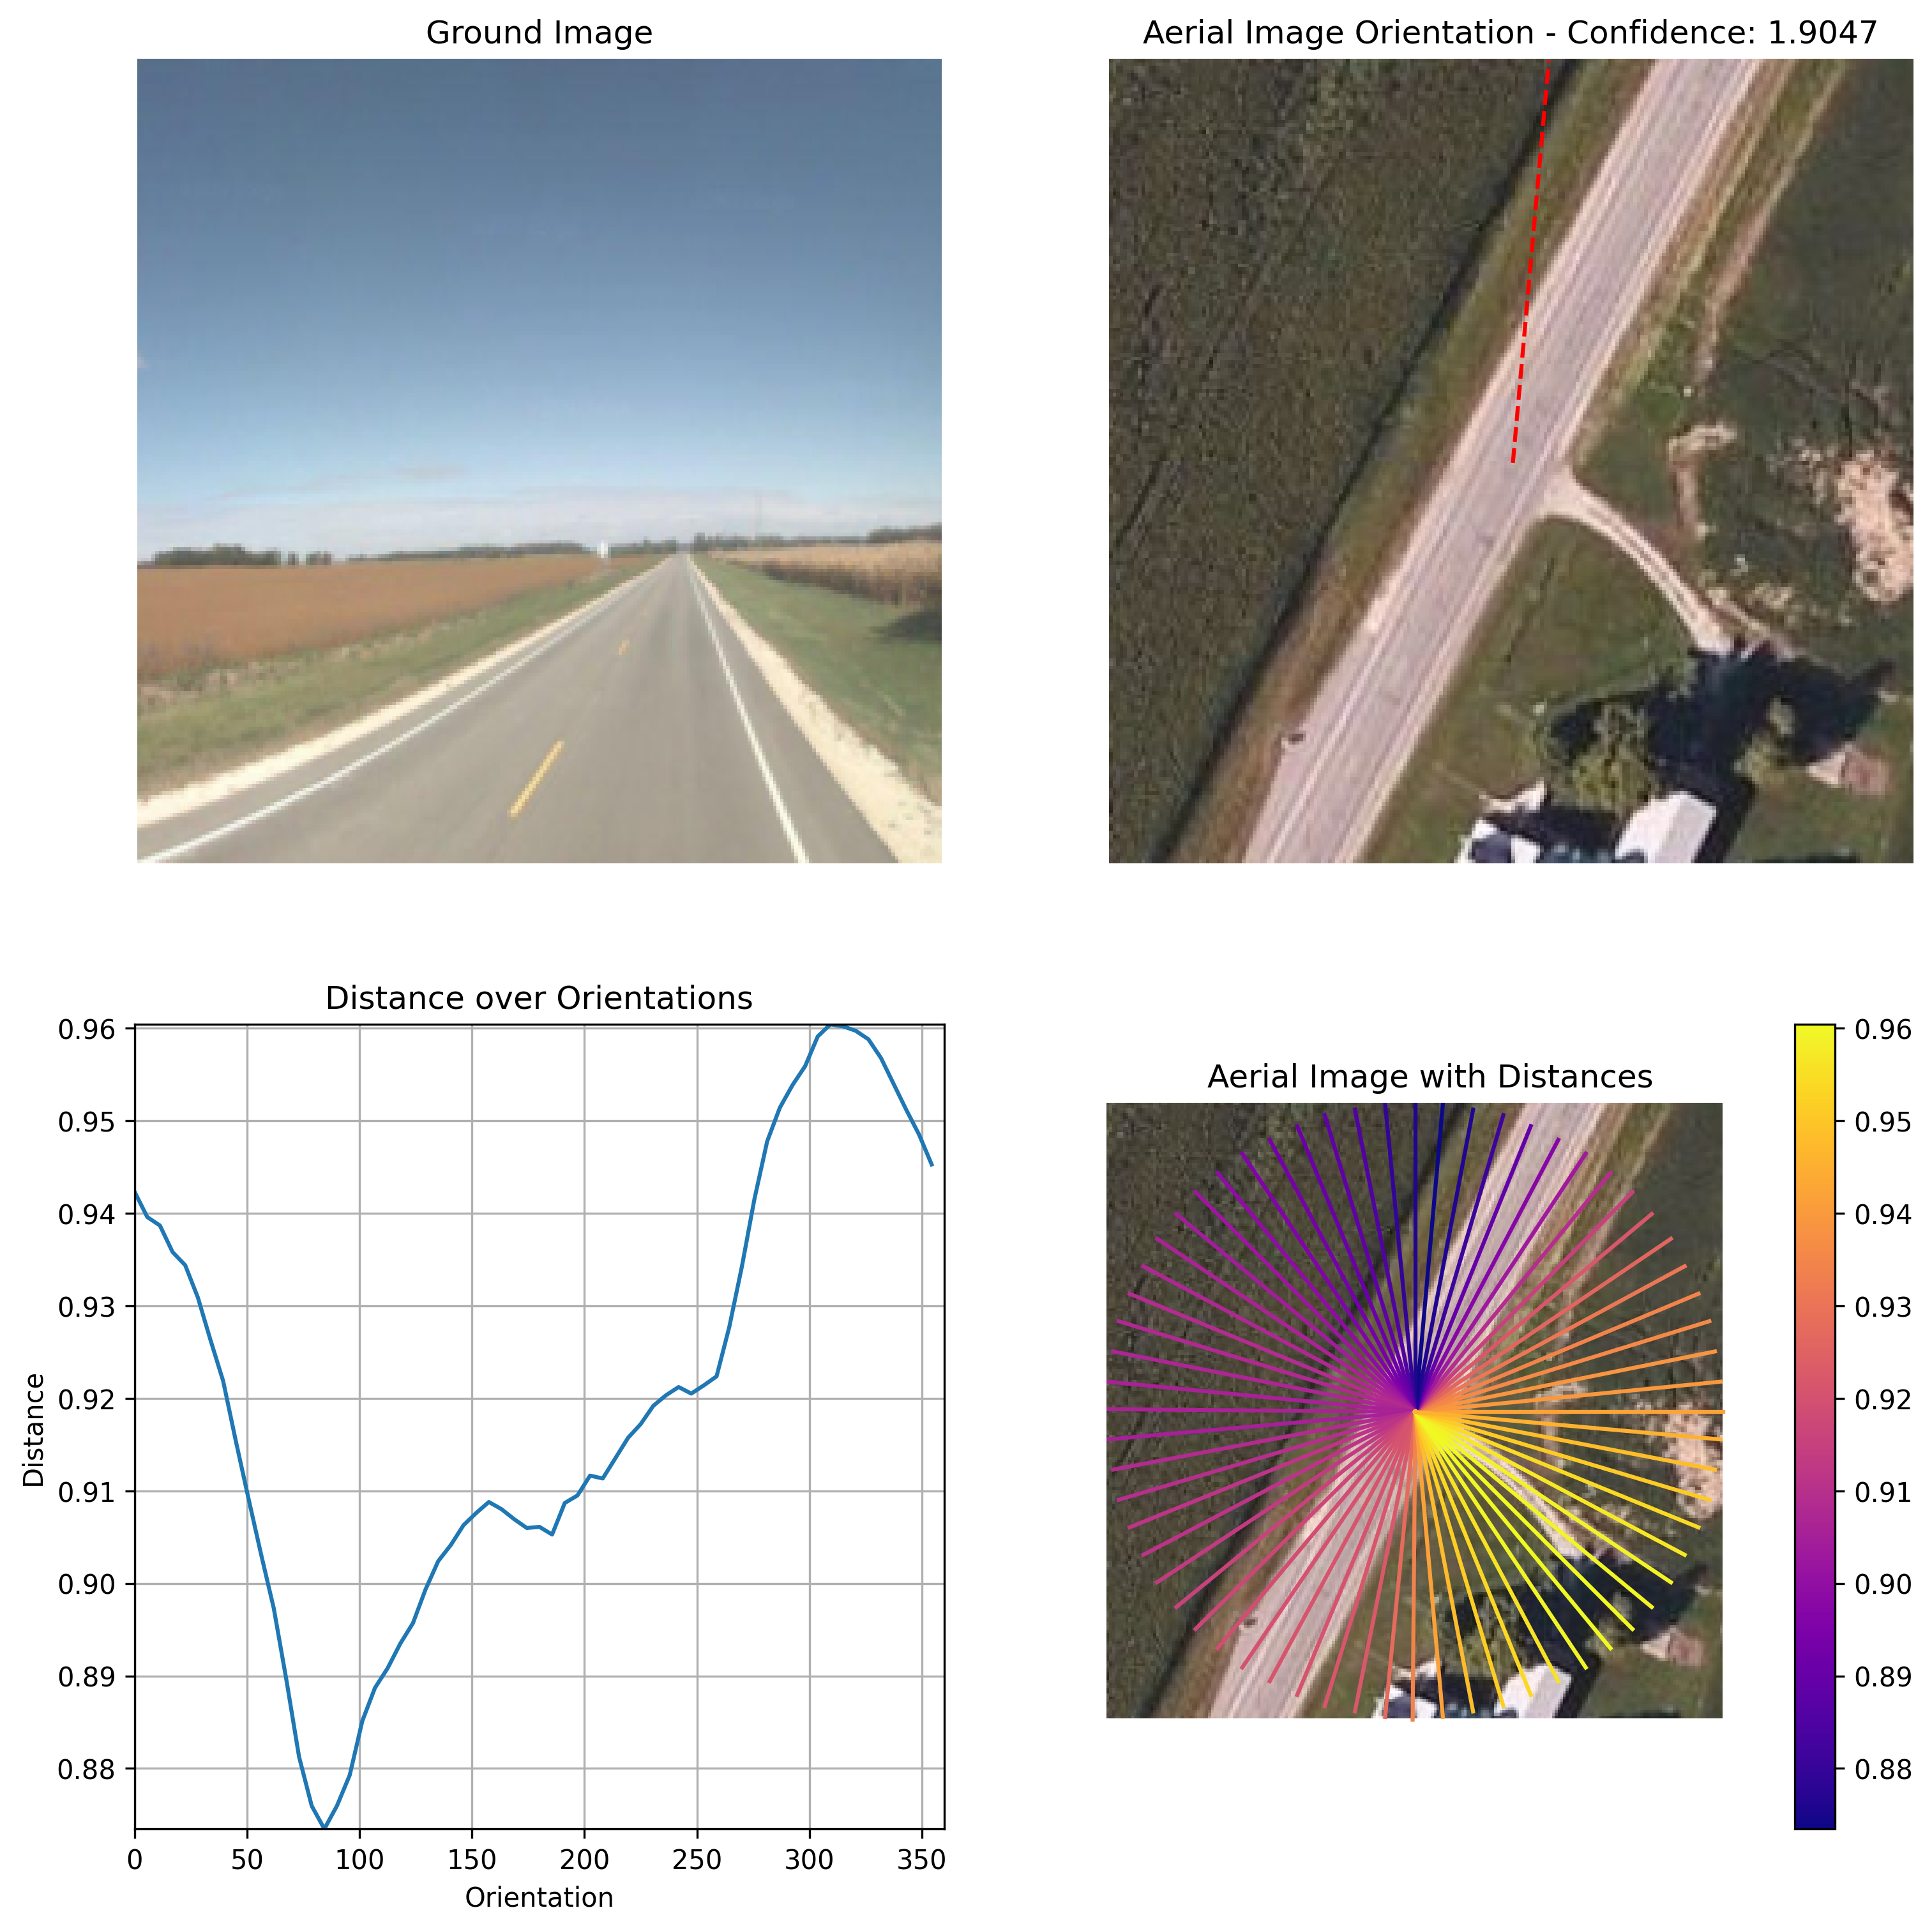 Ground Image
Aerial Image Orientation - Confidence: 1.9047
Distance over Orientations
0.96
0.95
0.94
0.93
0.92
0.91
0.90
0.89
0.88
Distance
0 50 100 150 200 250 300 350
Orientation
Aerial Image with Distances
0.96
0.95
0.94
0.93
0.92
0.91
0.90
0.89
0.88